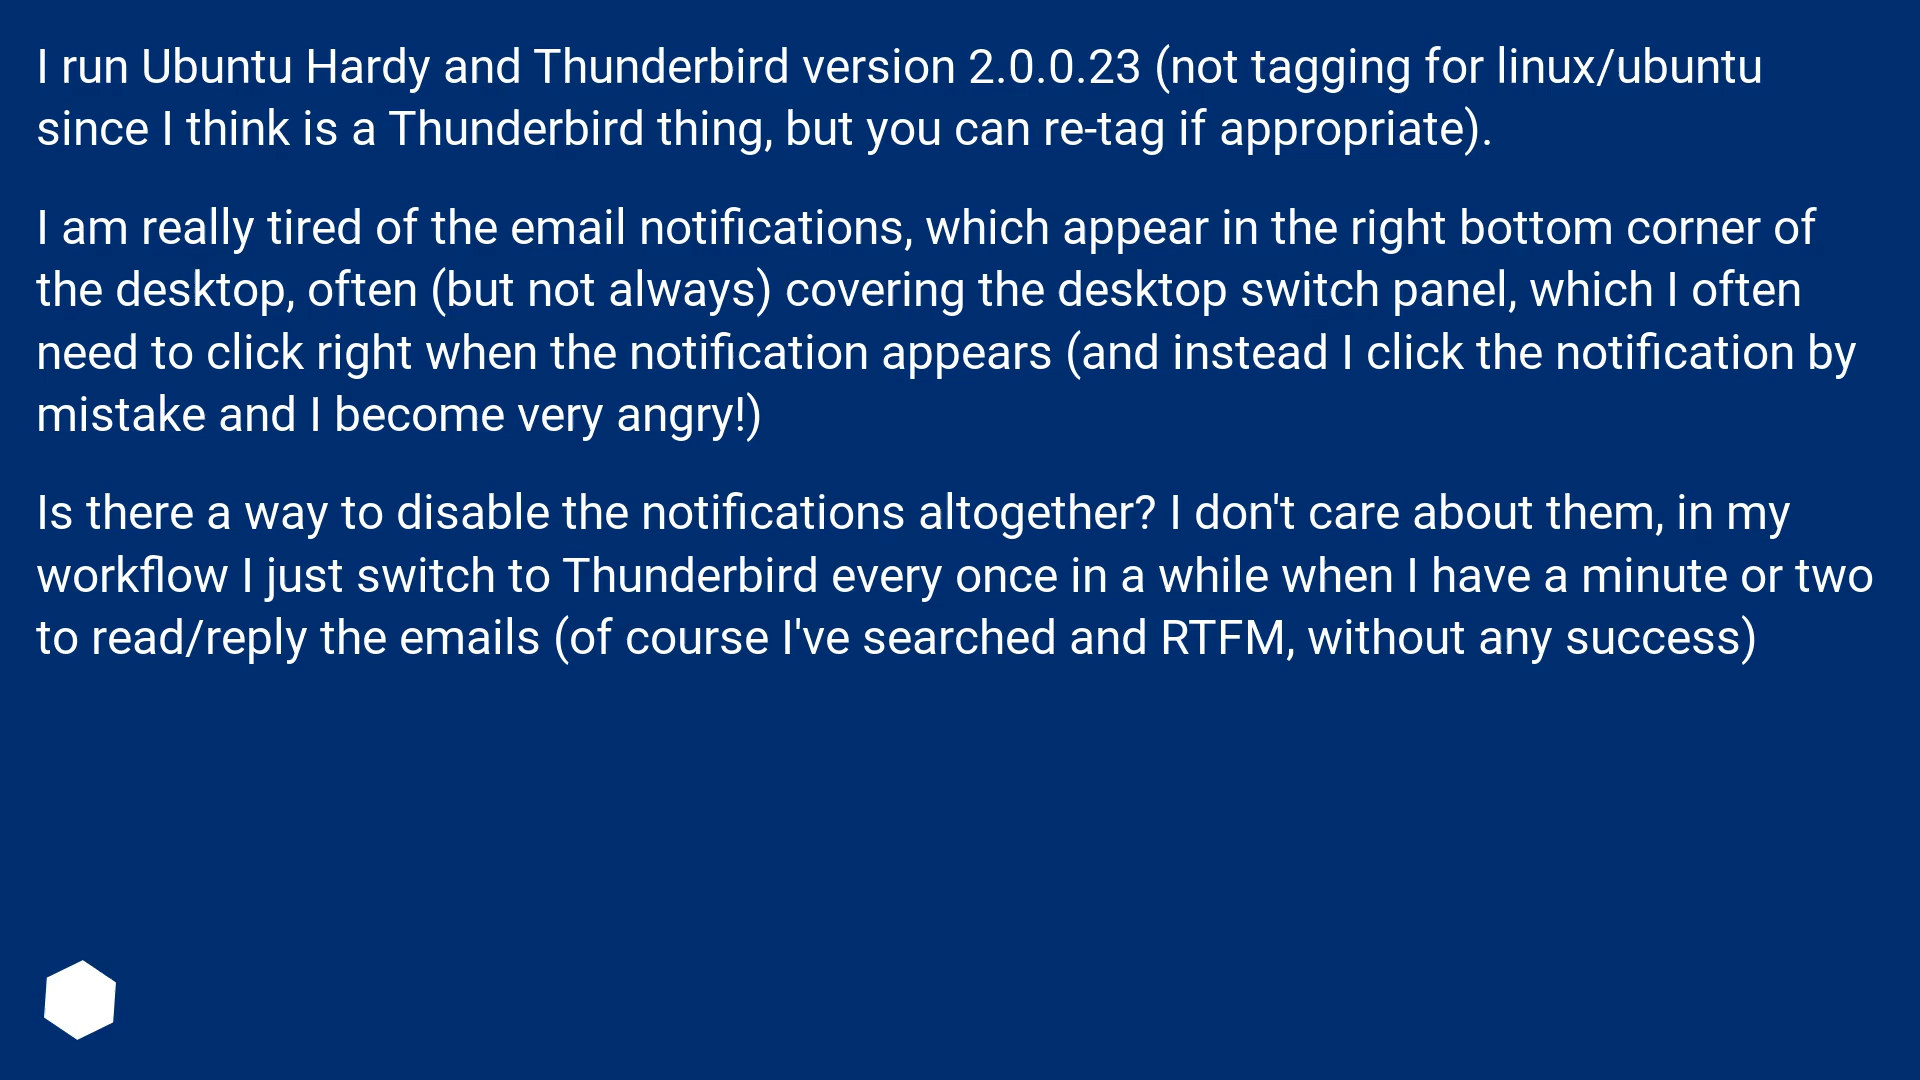 I run Ubuntu Hardy and Thunderbird version 2.0.0.23 (not tagging for linux/ubuntu
since I think is a Thunderbird thing, but you can re-tag if appropriate).
I am really tired of the email notifications, which appear in the right bottom corner of
the desktop, often (but not always) covering the desktop switch panel, which I often
need to click right when the notification appears (and instead I click the notification by
mistake and I become very angry!)
Is there a way to disable the notifications altogether? I don't care about them, in my
workflow I just switch to Thunderbird every once in a while when I have a minute or two
to read/reply the emails (of course I've searched and RTFM, without any success)